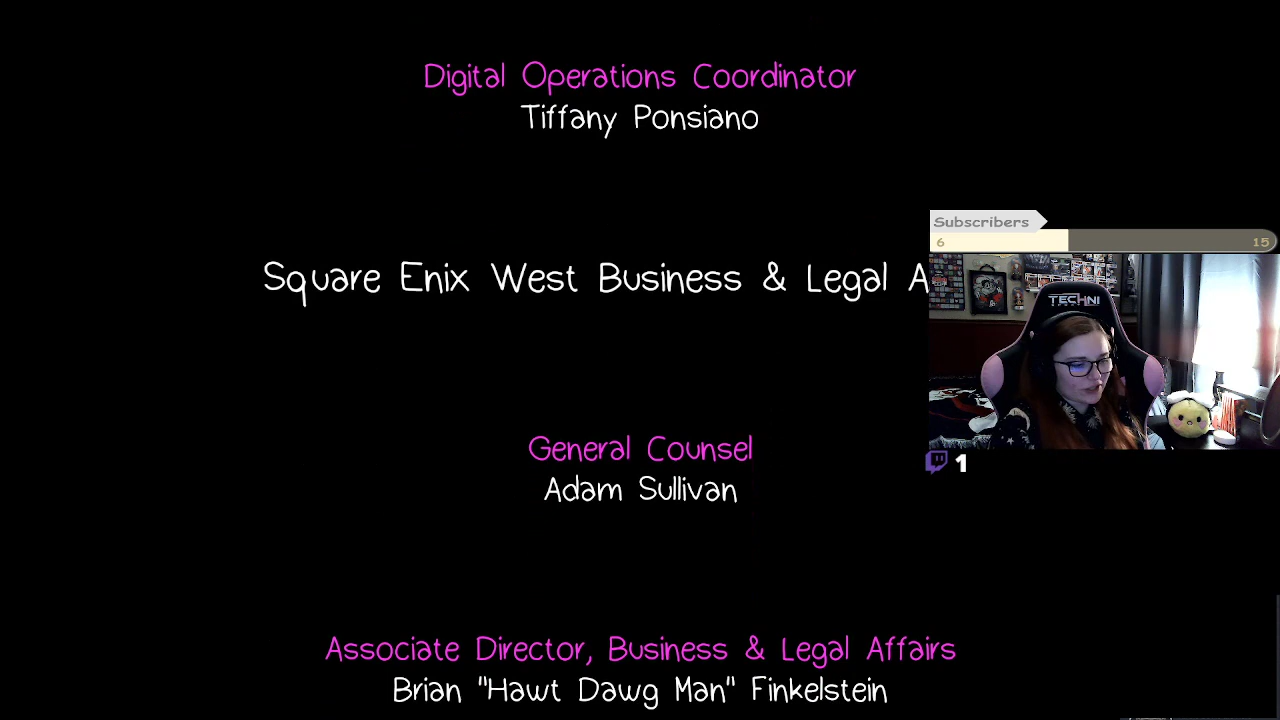 Digital Operations Coordinator
Tiffany Ponsiano
Subscribers
6 15
Square Enix West Business & Legal A
TECHNI
General Counsel
Adam Sullivan
1
Associate Director, Business & Legal Affairs
Brian "Hawt Dawg Man" Finkelstein